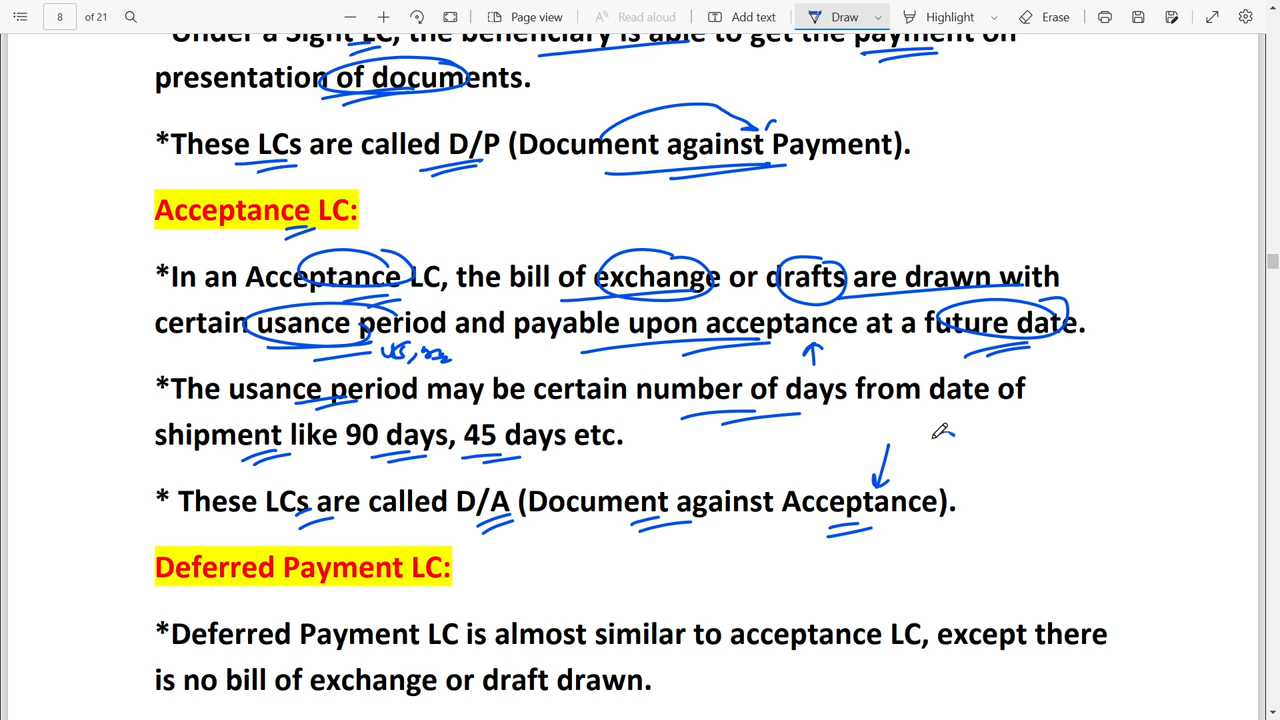 8 of 21 Page view Read aloud Add text Draw Highlight Erase
Under a Sight LC, the beneficiary is able to get the payment on
presentation of documents.
*These LCs are called D/P (Document against Payment).
Acceptance LC:
*In an Acceptance LC, the bill of exchange or drafts are drawn with
certain usance period and payable upon acceptance at a future date.
*The usance period may be certain number of days from date of
shipment like 90 days, 45 days etc.
* These LCs are called D/A (Document against Acceptance).
Deferred Payment LC:
*Deferred Payment LC is almost similar to acceptance LC, except there
is no bill of exchange or draft drawn.